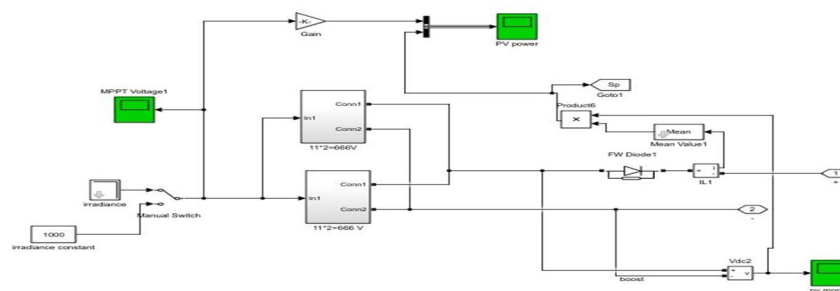 -K-
Gain
PV power
MPPT Voltage1
Sp
Goto1
Product6
×
Mean
Mean Value1
In1
Conn1
Conn2
11*2=666V
FW Diode1
+
-
IL1
1
+
In1
Conn1
Conn2
11*2=666 V
irradiance
Manual Switch
2
-
1000
irradiance constant
Vdc2
+
-
v
boost